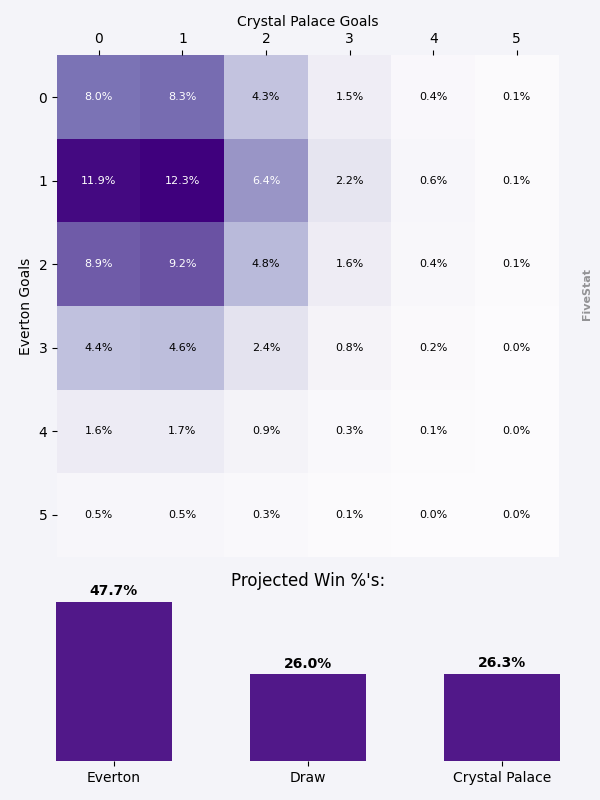 Crystal Palace Goals
0 1 2 3 4 5
0 8.0% 8.3% 4.3% 1.5% 0.4% 0.1%
1 11.9% 12.3% 6.4% 2.2% 0.6% 0.1%
2 8.9% 9.2% 4.8% 1.6% 0.4% 0.1%
3 4.4% 4.6% 2.4% 0.8% 0.2% 0.0%
4 1.6% 1.7% 0.9% 0.3% 0.1% 0.0%
5 0.5% 0.5% 0.3% 0.1% 0.0% 0.0%
Everton Goals
FiveStat
Projected Win %'s:
47.7% 26.0% 26.3%
Everton Draw Crystal Palace